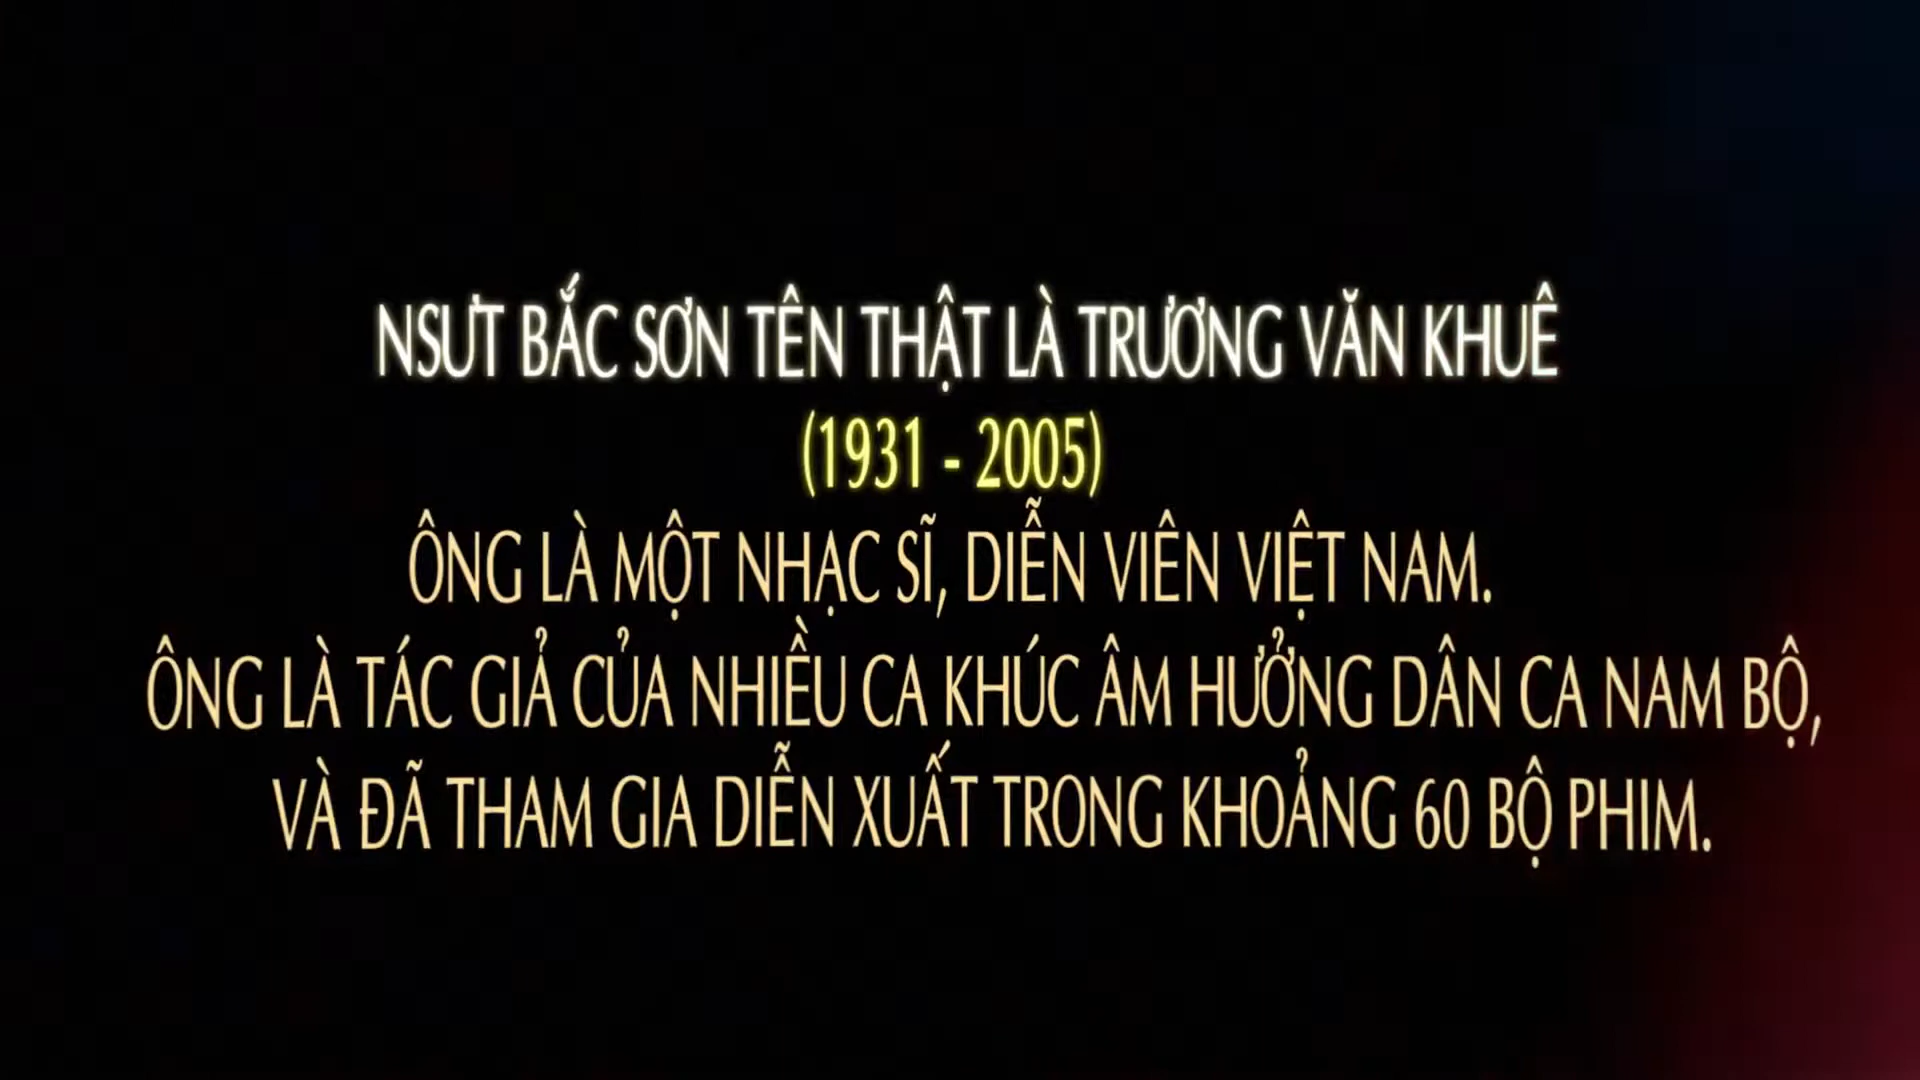 NSƯT BẮC SƠN TÊN THẬT LÀ TRƯƠNG VĂN KHUÊ
(1931 - 2005)
ÔNG LÀ MỘT NHẠC SĨ, DIỄN VIÊN VIỆT NAM.
ÔNG LÀ TÁC GIẢ CỦA NHIỀU CA KHÚC ÂM HƯỞNG DÂN CA NAM BỘ,
VÀ ĐÃ THAM GIA DIỄN XUẤT TRONG KHOẢNG 60 BỘ PHIM.